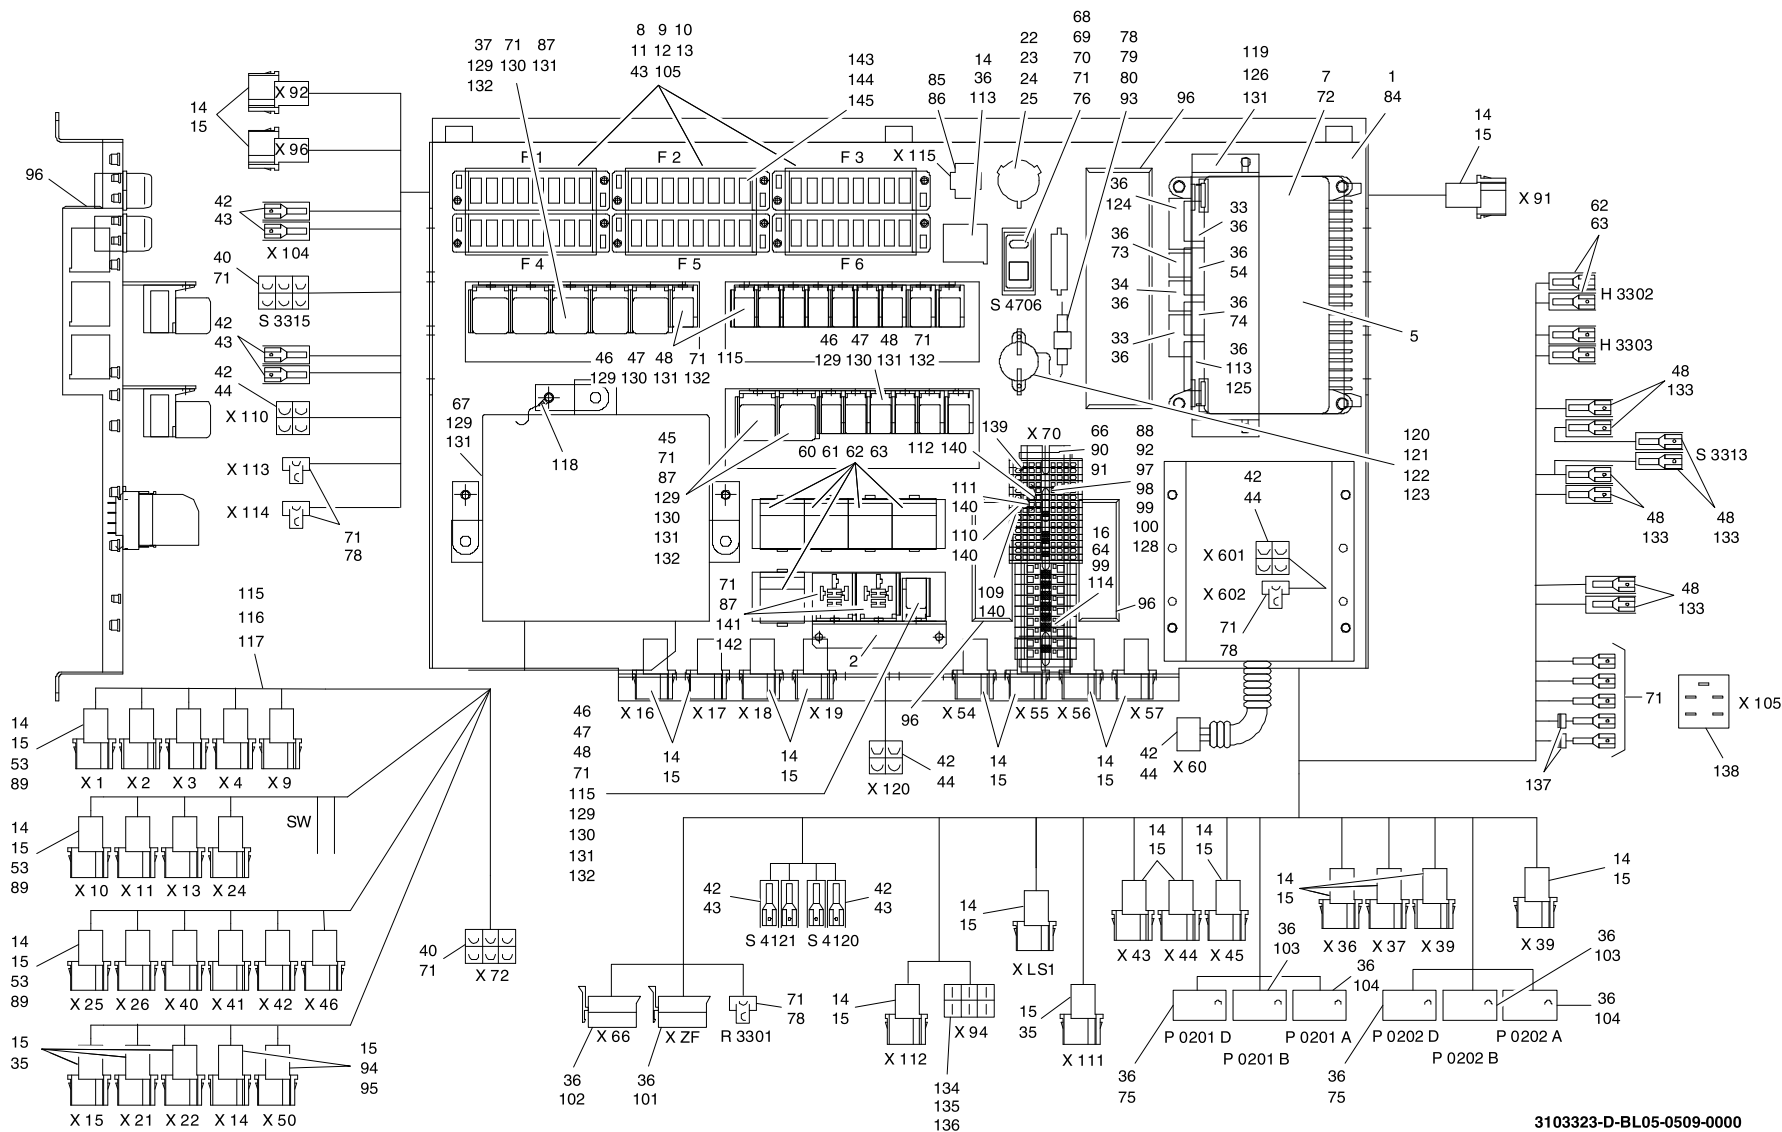 37 71 87
129 130 131
132
8 9 10
11 12 13
43 105
143
144
145
85
86
14
36
113
22
23
24
25
68
69
70
71
76
78
79
80
93
96
119
126
131
7
72
1
84
14
15
X 91
14
15
X 92
X 96
96
42
43
X 104
40
71
S 3315
42
43
42
44
X 110
X 113
X 114
71
78
F 1
F 2
F 3
F 4
F 5
F 6
X 115
S 4706
36
124
36
73
34
36
33
36
33
36
36
54
36
74
36
113
125
5
46 47 48 71
129 130 131 132
115
46 47 48 71
129 130 131 132
67
129
131
118
45
71
87
129
130
131
132
60 61 62 63
112 140
139
X 70
66
90
91
88
92
97
98
99
100
128
111
140
110
140
109
140
16
64
99
114
96
120
121
122
123
42
44
X 601
X 602
71
78
71
87
141
142
2
62
63
H 3302
H 3303
48
133
S 3313
48
133
48
133
48
133
71
137
X 105
138
115
116
117
14
15
53
89
X 1
X 2
X 3
X 4
X 9
SW
14
15
53
89
X 10
X 11
X 13
X 24
14
15
53
89
X 25
X 26
X 40
X 41
X 42
X 46
15
35
15
94
95
X 15
X 21
X 22
X 14
X 50
40
71
X 72
46
47
48
71
115
129
130
131
132
X 16
X 17
X 18
X 19
14
15
14
15
96
X 120
42
44
X 54
X 55
X 56
X 57
14
15
14
15
42
44
X 60
42
43
42
43
S 4121
S 4120
X 66
X ZF
R 3301
71
78
36
102
36
101
14
15
X 112
X 94
134
135
136
14
15
X LS1
15
35
X 111
14
15
14
15
X 43
X 44
X 45
14
15
X 36
X 37
X 39
14
15
X 39
36
103
36
104
P 0201 D
P 0201 B
P 0201 A
36
75
36
103
36
104
P 0202 D
P 0202 B
P 0202 A
36
75
3103323-D-BL05-0509-0000